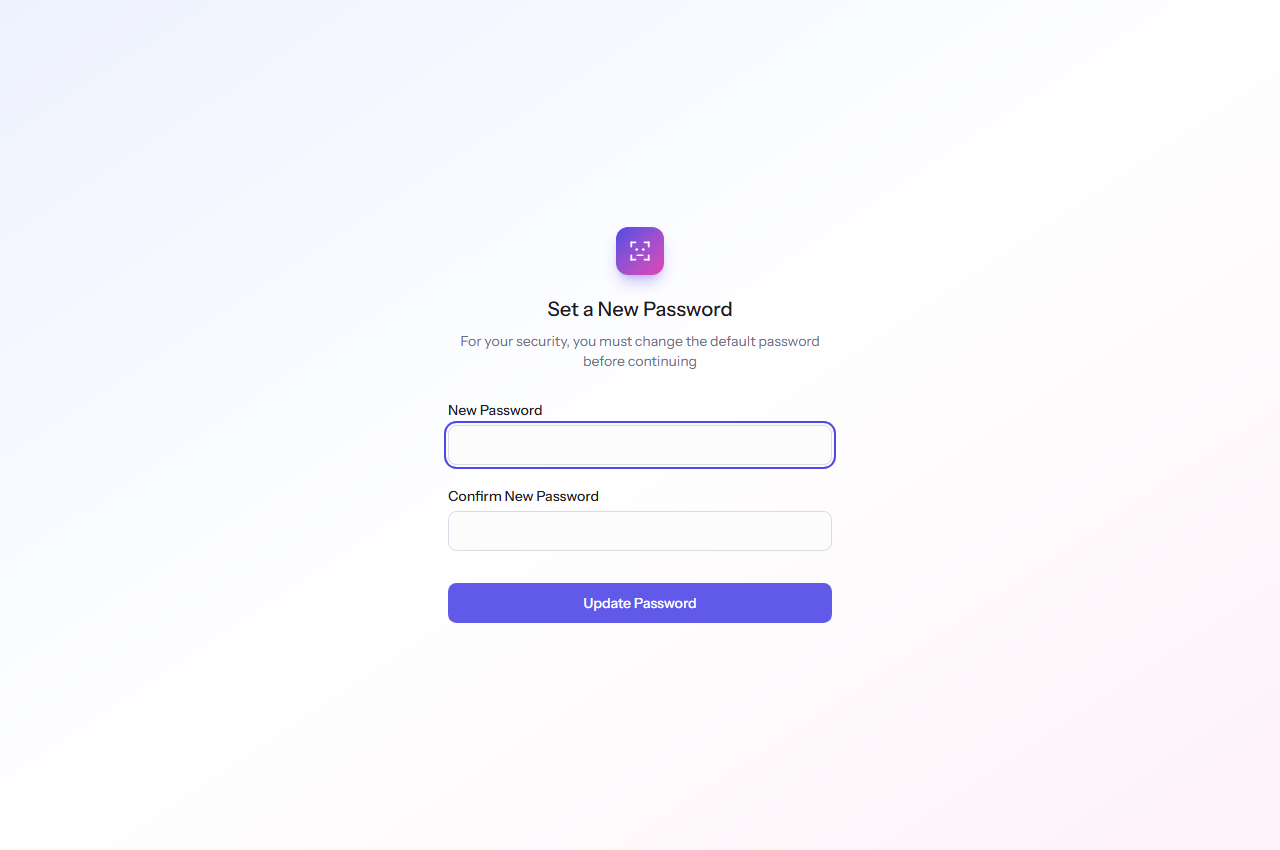 Set a New Password
For your security, you must change the default password
before continuing
New Password
Confirm New Password
Update Password